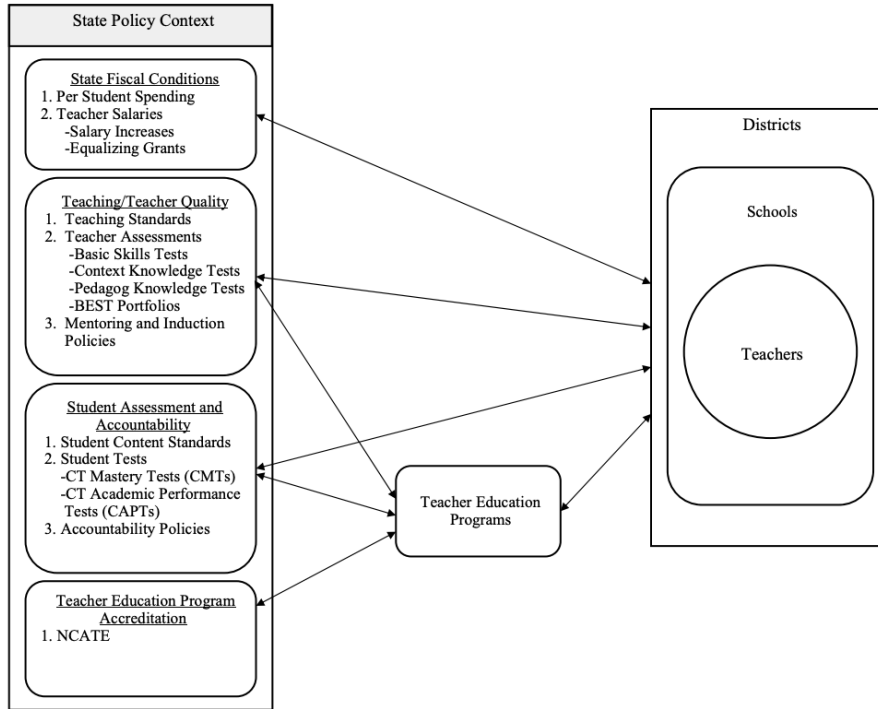 State Policy Context
State Fiscal Conditions
1. Per Student Spending
2. Teacher Salaries
-Salary Increases
-Equalizing Grants
Teaching/Teacher Quality
1. Teaching Standards
2. Teacher Assessments
-Basic Skills Tests
-Context Knowledge Tests
-Pedagog Knowledge Tests
-BEST Portfolios
3. Mentoring and Induction
Policies
Student Assessment and
Accountability
1. Student Content Standards
2. Student Tests
-CT Mastery Tests (CMTs)
-CT Academic Performance
Tests (CAPTs)
3. Accountability Policies
Teacher Education Program
Accreditation
1. NCATE
Teacher Education
Programs
Districts
Schools
Teachers